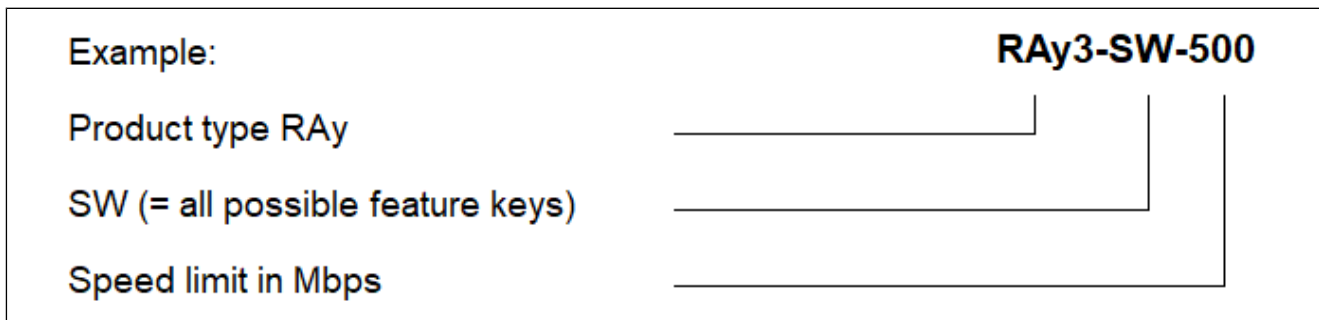 Example: RAy3-SW-500
Product type RAy
SW (= all possible feature keys)
Speed limit in Mbps